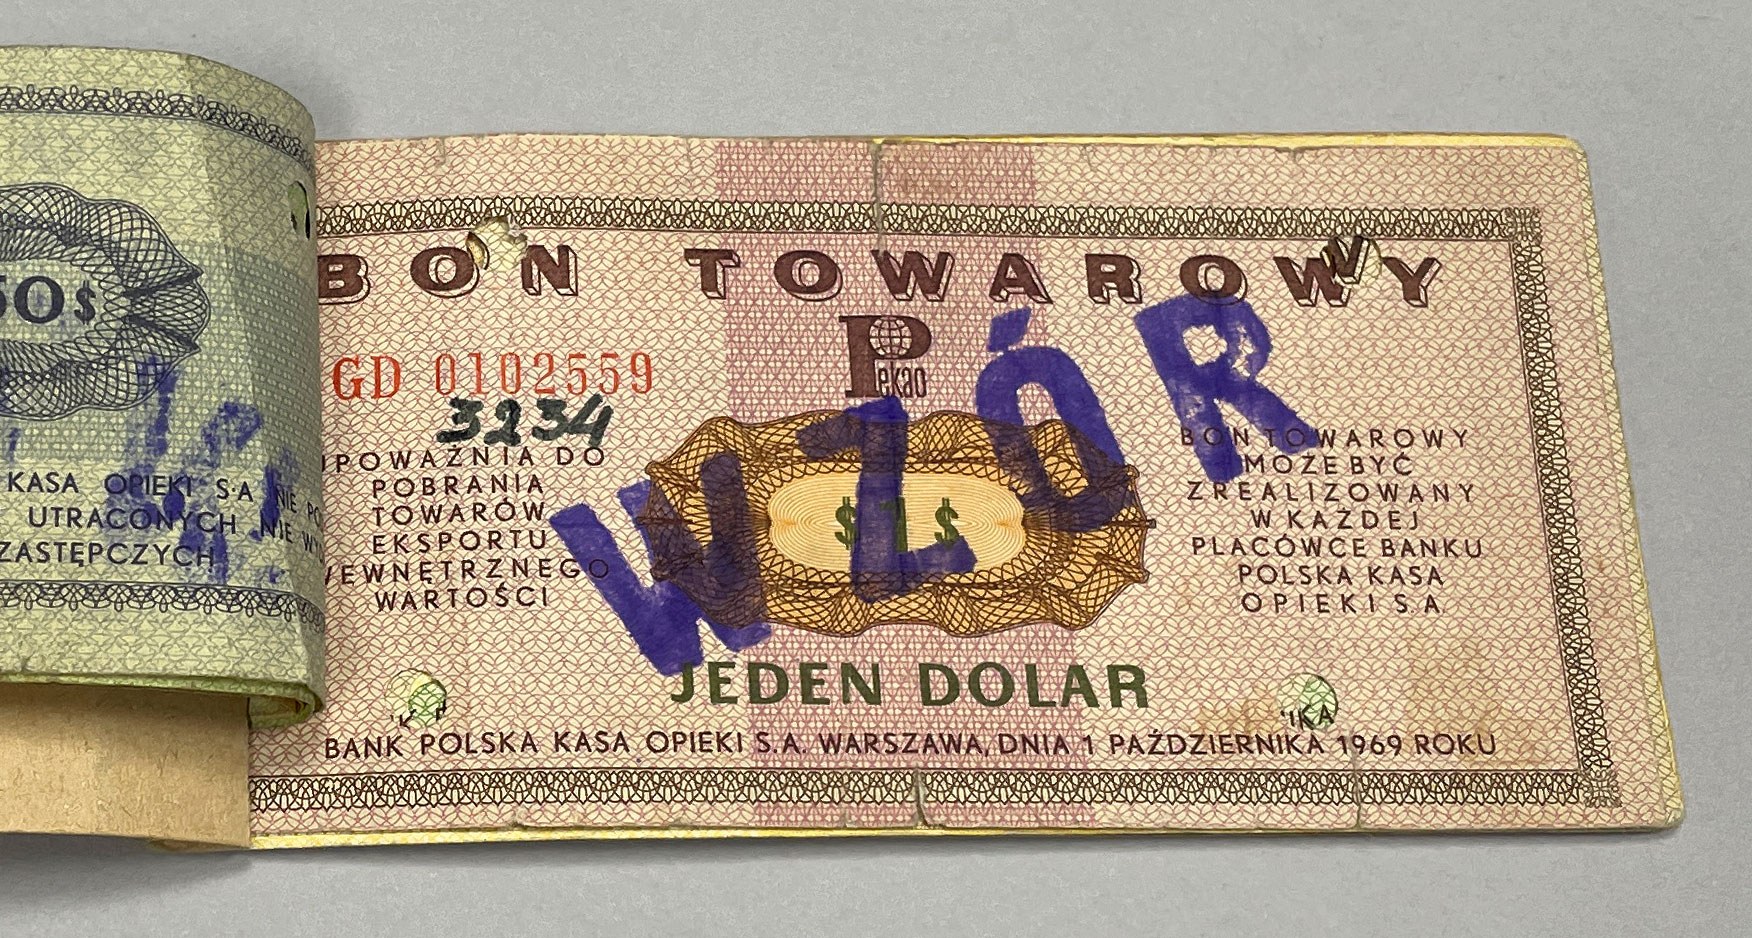 50 $
KASA OPIEKI S.A
UTRACONYCH
ZASTĘPCZYCH
NIE
NIE
BON TOWAROWY
Pekao
GD 0102559
3234
UPOWAŻNIA DO
POBRANIA
TOWARÓW
EKSPORTU
WEWNĘTRZNEGO
WARTOŚCI
$ 1 $
WZÓR
BON TOWAROWY
MOŻE BYĆ
ZREALIZOWANY
W KAŻDEJ
PLACÓWCE BANKU
POLSKA KASA
OPIEKI S.A.
JEDEN DOLAR
BANK POLSKA KASA OPIEKI S.A. WARSZAWA, DNIA 1 PAŹDZIERNIKA 1969 ROKU